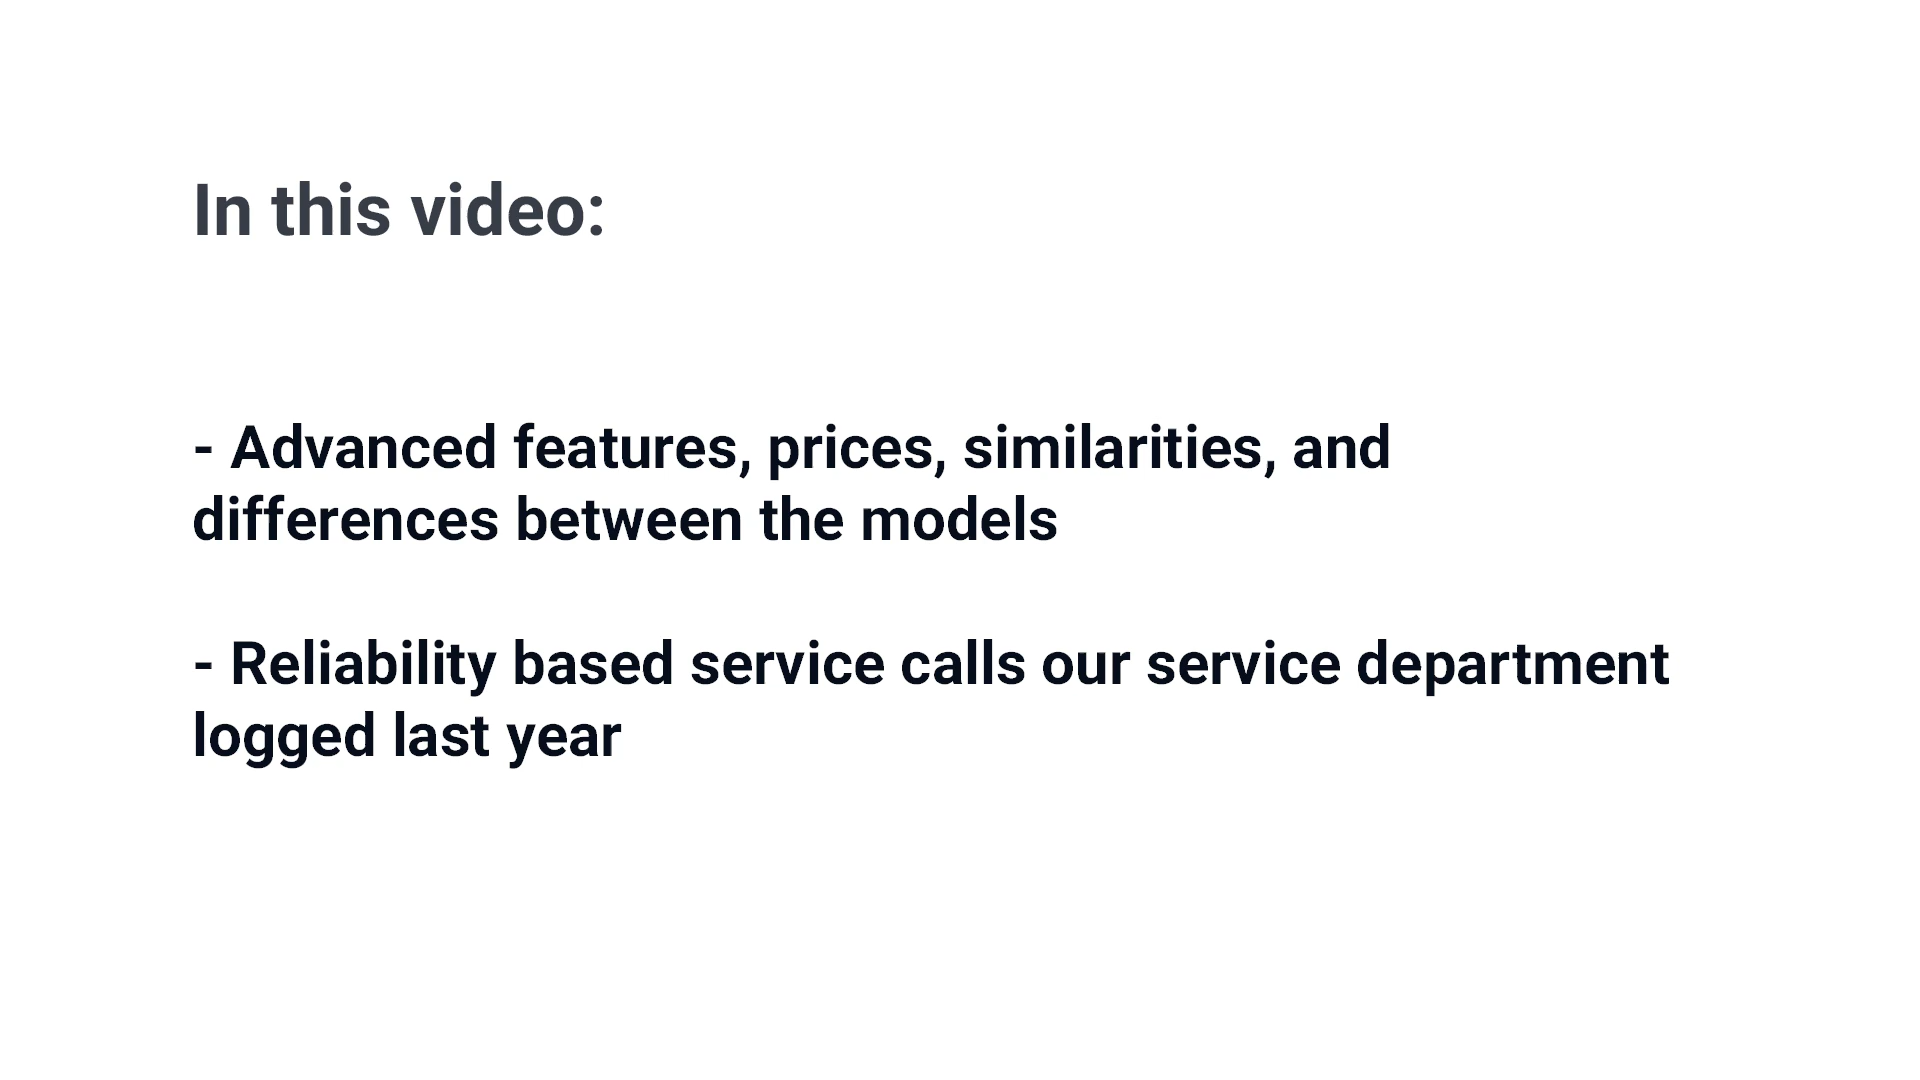 In this video:
- Advanced features, prices, similarities, and
differences between the models
- Reliability based service calls our service department
logged last year